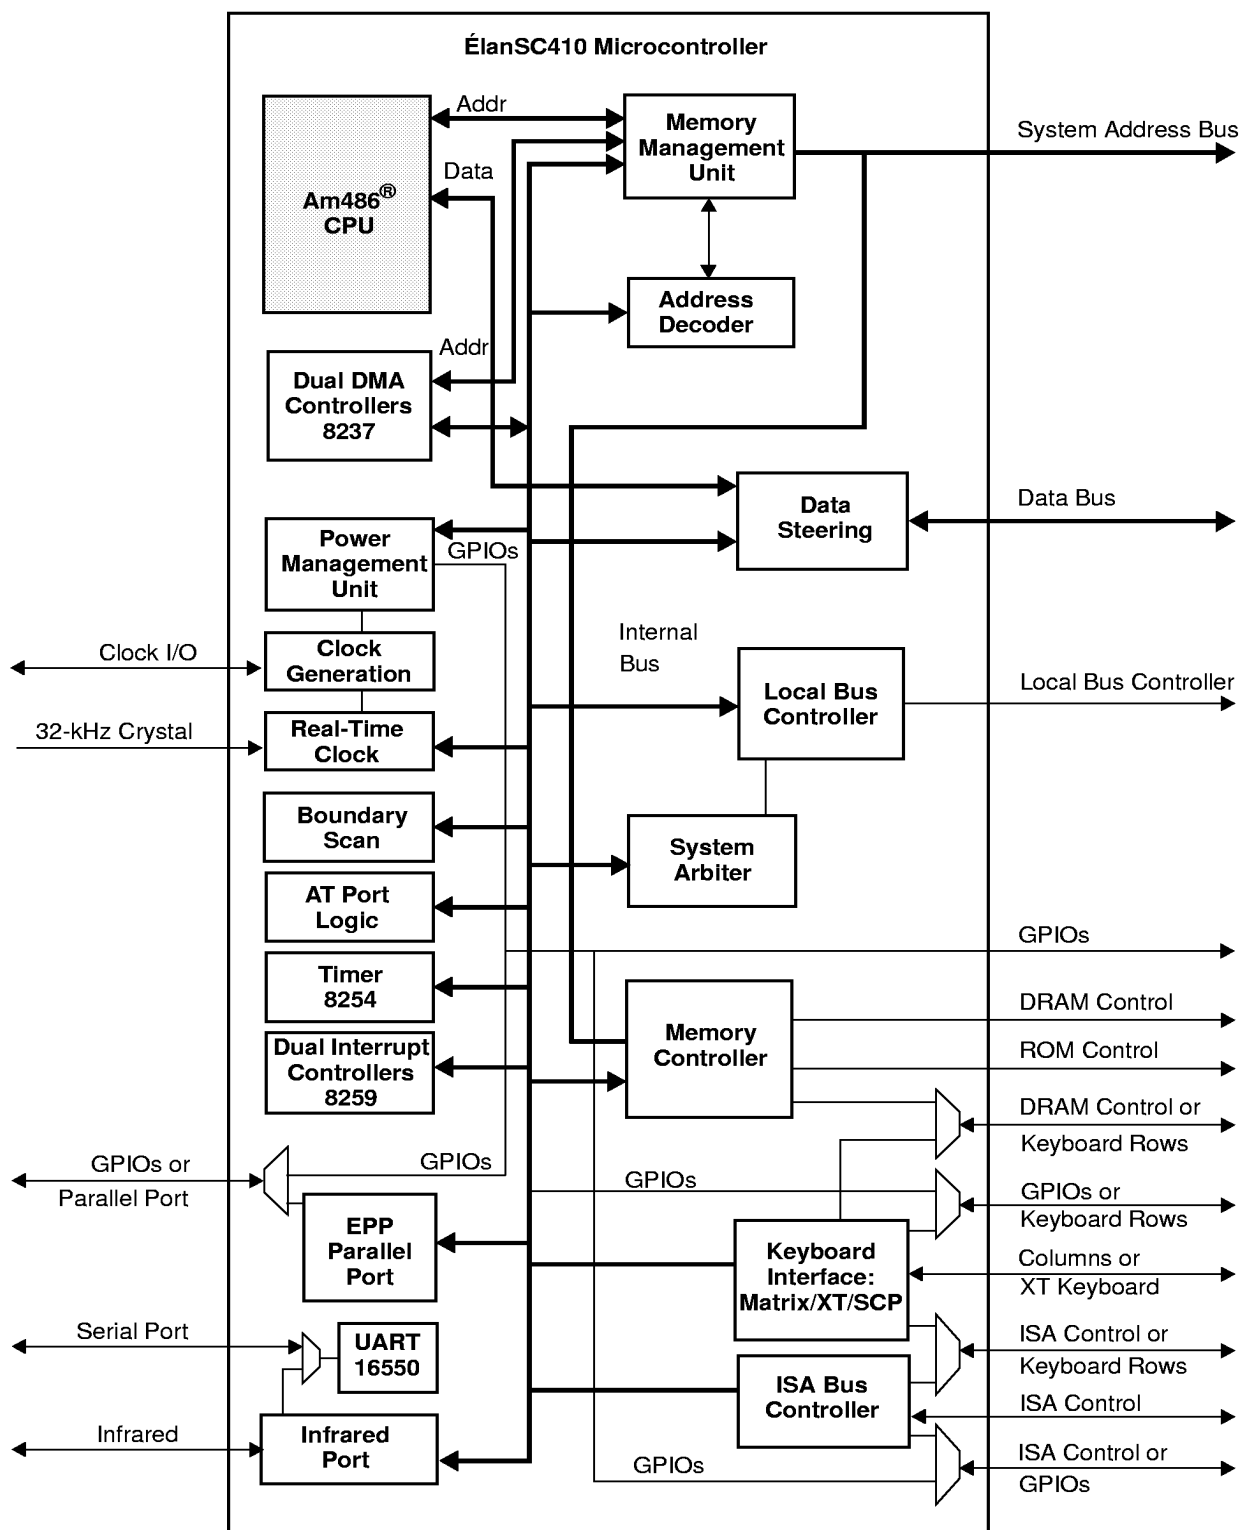 ÉlanSC410 Microcontroller
Addr
Memory
Management
Unit
System Address Bus
Am486®
CPU
Data
Address
Decoder
Addr
Dual DMA
Controllers
8237
Data
Steering
Data Bus
Power
Management
Unit
GPIOs
Internal
Bus
Clock I/O
Clock
Generation
Local Bus
Controller
Local Bus Controller
32-kHz Crystal
Real-Time
Clock
Boundary
Scan
System
Arbiter
AT Port
Logic
GPIOs
Timer
8254
Memory
Controller
DRAM Control
ROM Control
Dual Interrupt
Controllers
8259
DRAM Control or
Keyboard Rows
GPIOs or
Parallel Port
GPIOs
GPIOs
GPIOs or
Keyboard Rows
EPP
Parallel
Port
Keyboard
Interface:
Matrix/XT/SCP
Columns or
XT Keyboard
Serial Port
UART
16550
ISA Control or
Keyboard Rows
ISA Bus
Controller
ISA Control
Infrared
Infrared
Port
GPIOs
ISA Control or
GPIOs